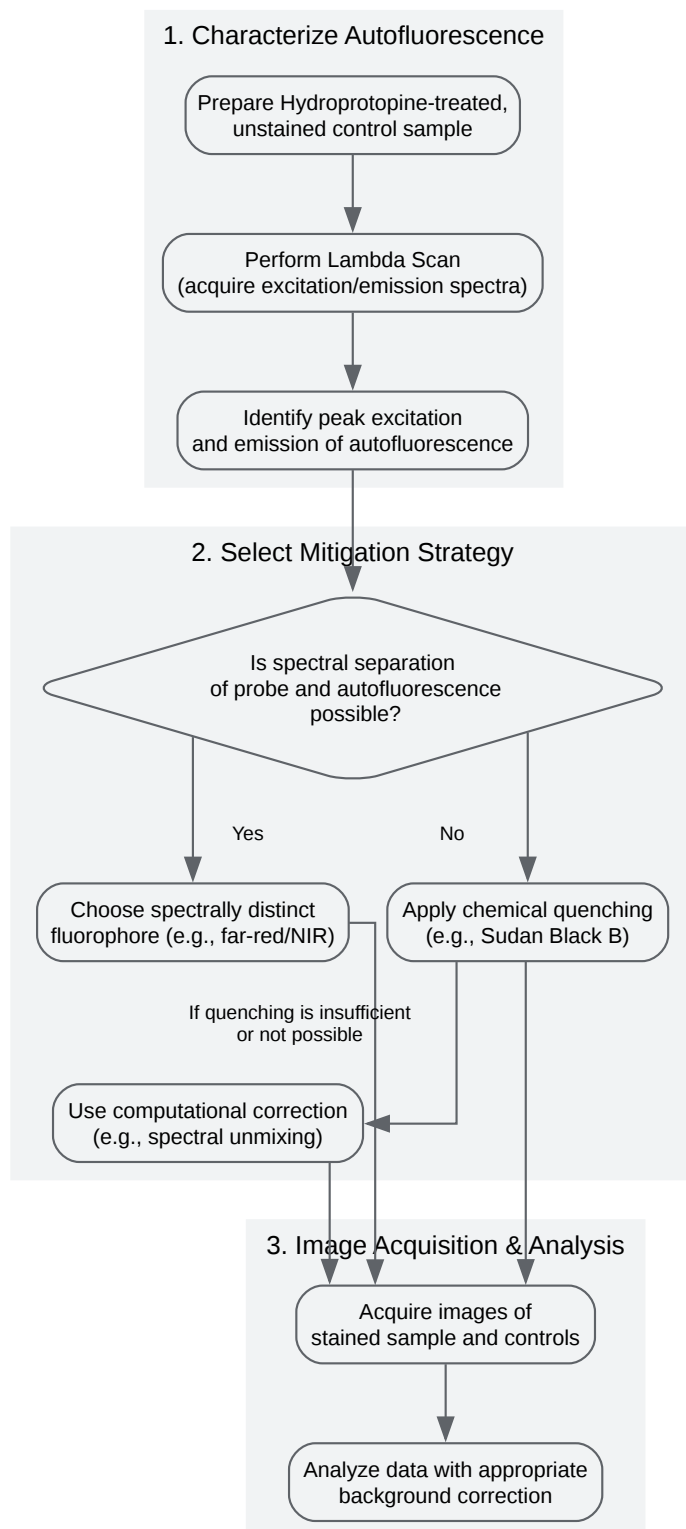 1. Characterize Autofluorescence
Prepare Hydroprotopine-treated,
unstained control sample
Perform Lambda Scan
(acquire excitation/emission spectra)
Identify peak excitation
and emission of autofluorescence
2. Select Mitigation Strategy
Is spectral separation
of probe and autofluorescence
possible?
Yes
No
Choose spectrally distinct
fluorophore (e.g., far-red/NIR)
Apply chemical quenching
(e.g., Sudan Black B)
If quenching is insufficient
or not possible
Use computational correction
(e.g., spectral unmixing)
3. Image Acquisition & Analysis
Acquire images of
stained sample and controls
Analyze data with appropriate
background correction